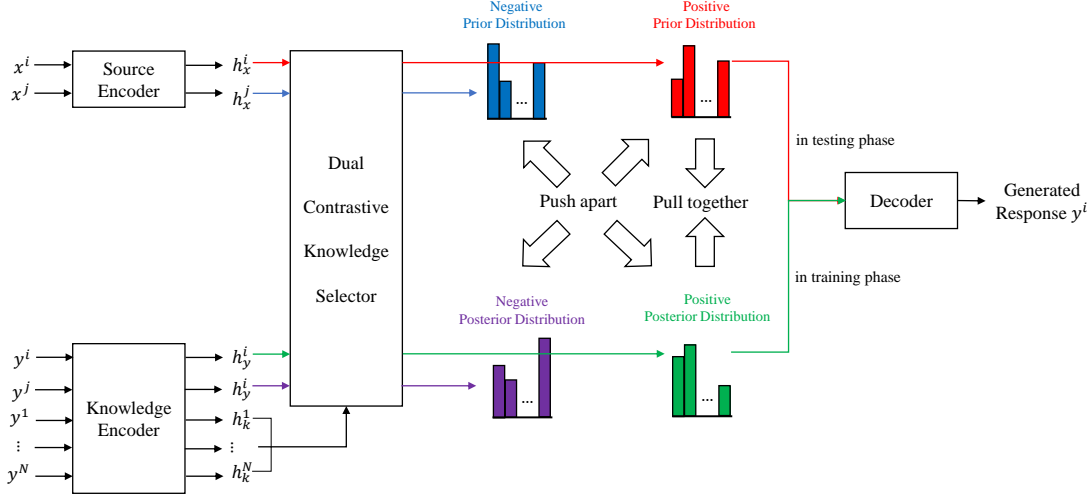 Negative
Prior Distribution
Positive
Prior Distribution
x^i
x^j
Source
Encoder
h_x^i
h_x^j
...
...
in testing phase
Dual
Contrastive
Knowledge
Selector
Push apart
Pull together
Decoder
Generated
Response y^i
in training phase
Negative
Posterior Distribution
Positive
Posterior Distribution
y^i
y^j
y^1
⋮
y^N
Knowledge
Encoder
h_y^i
h_y^i
h_k^1
⋮
h_k^N
...
...